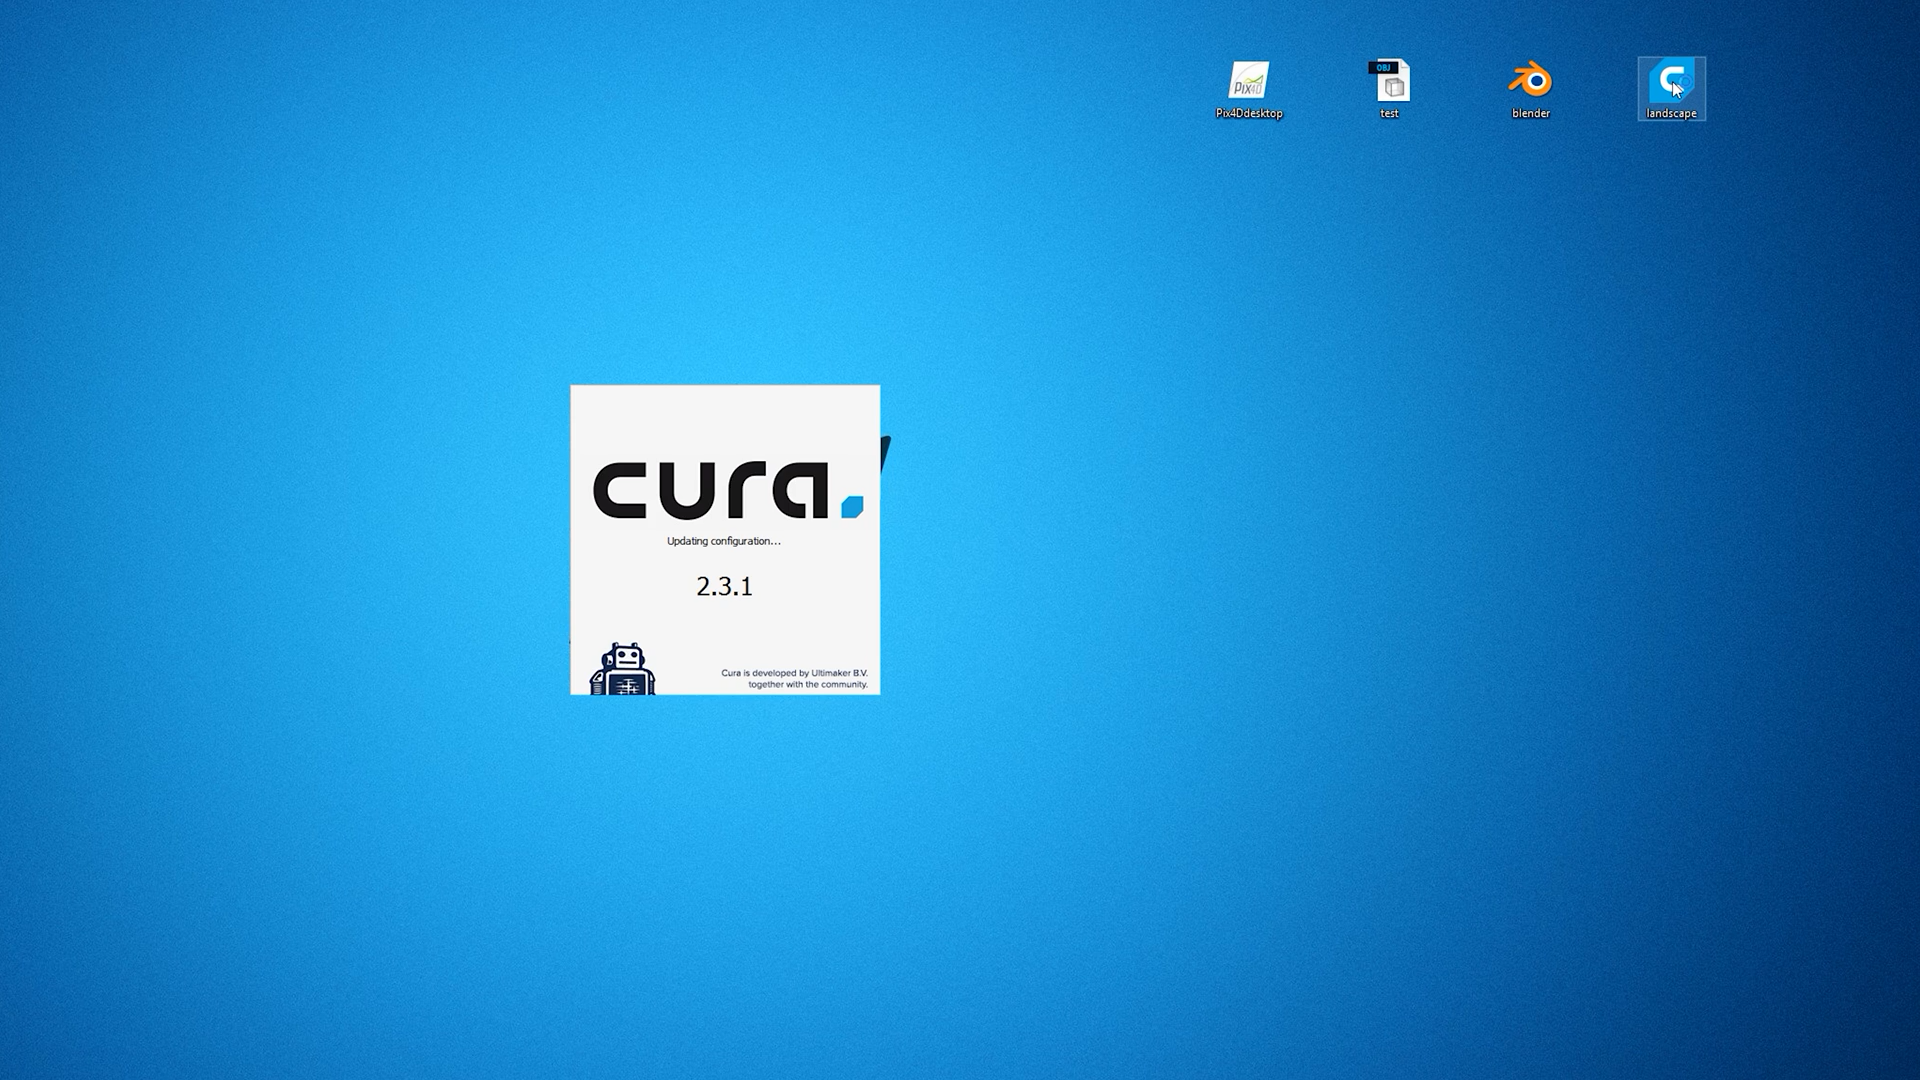 Pix4D
OBJ
Pix4Ddesktop
test
blender
landscape
cura.
Updating configuration...
2.3.1
Cura is developed by Ultimaker B.V.
together with the community.